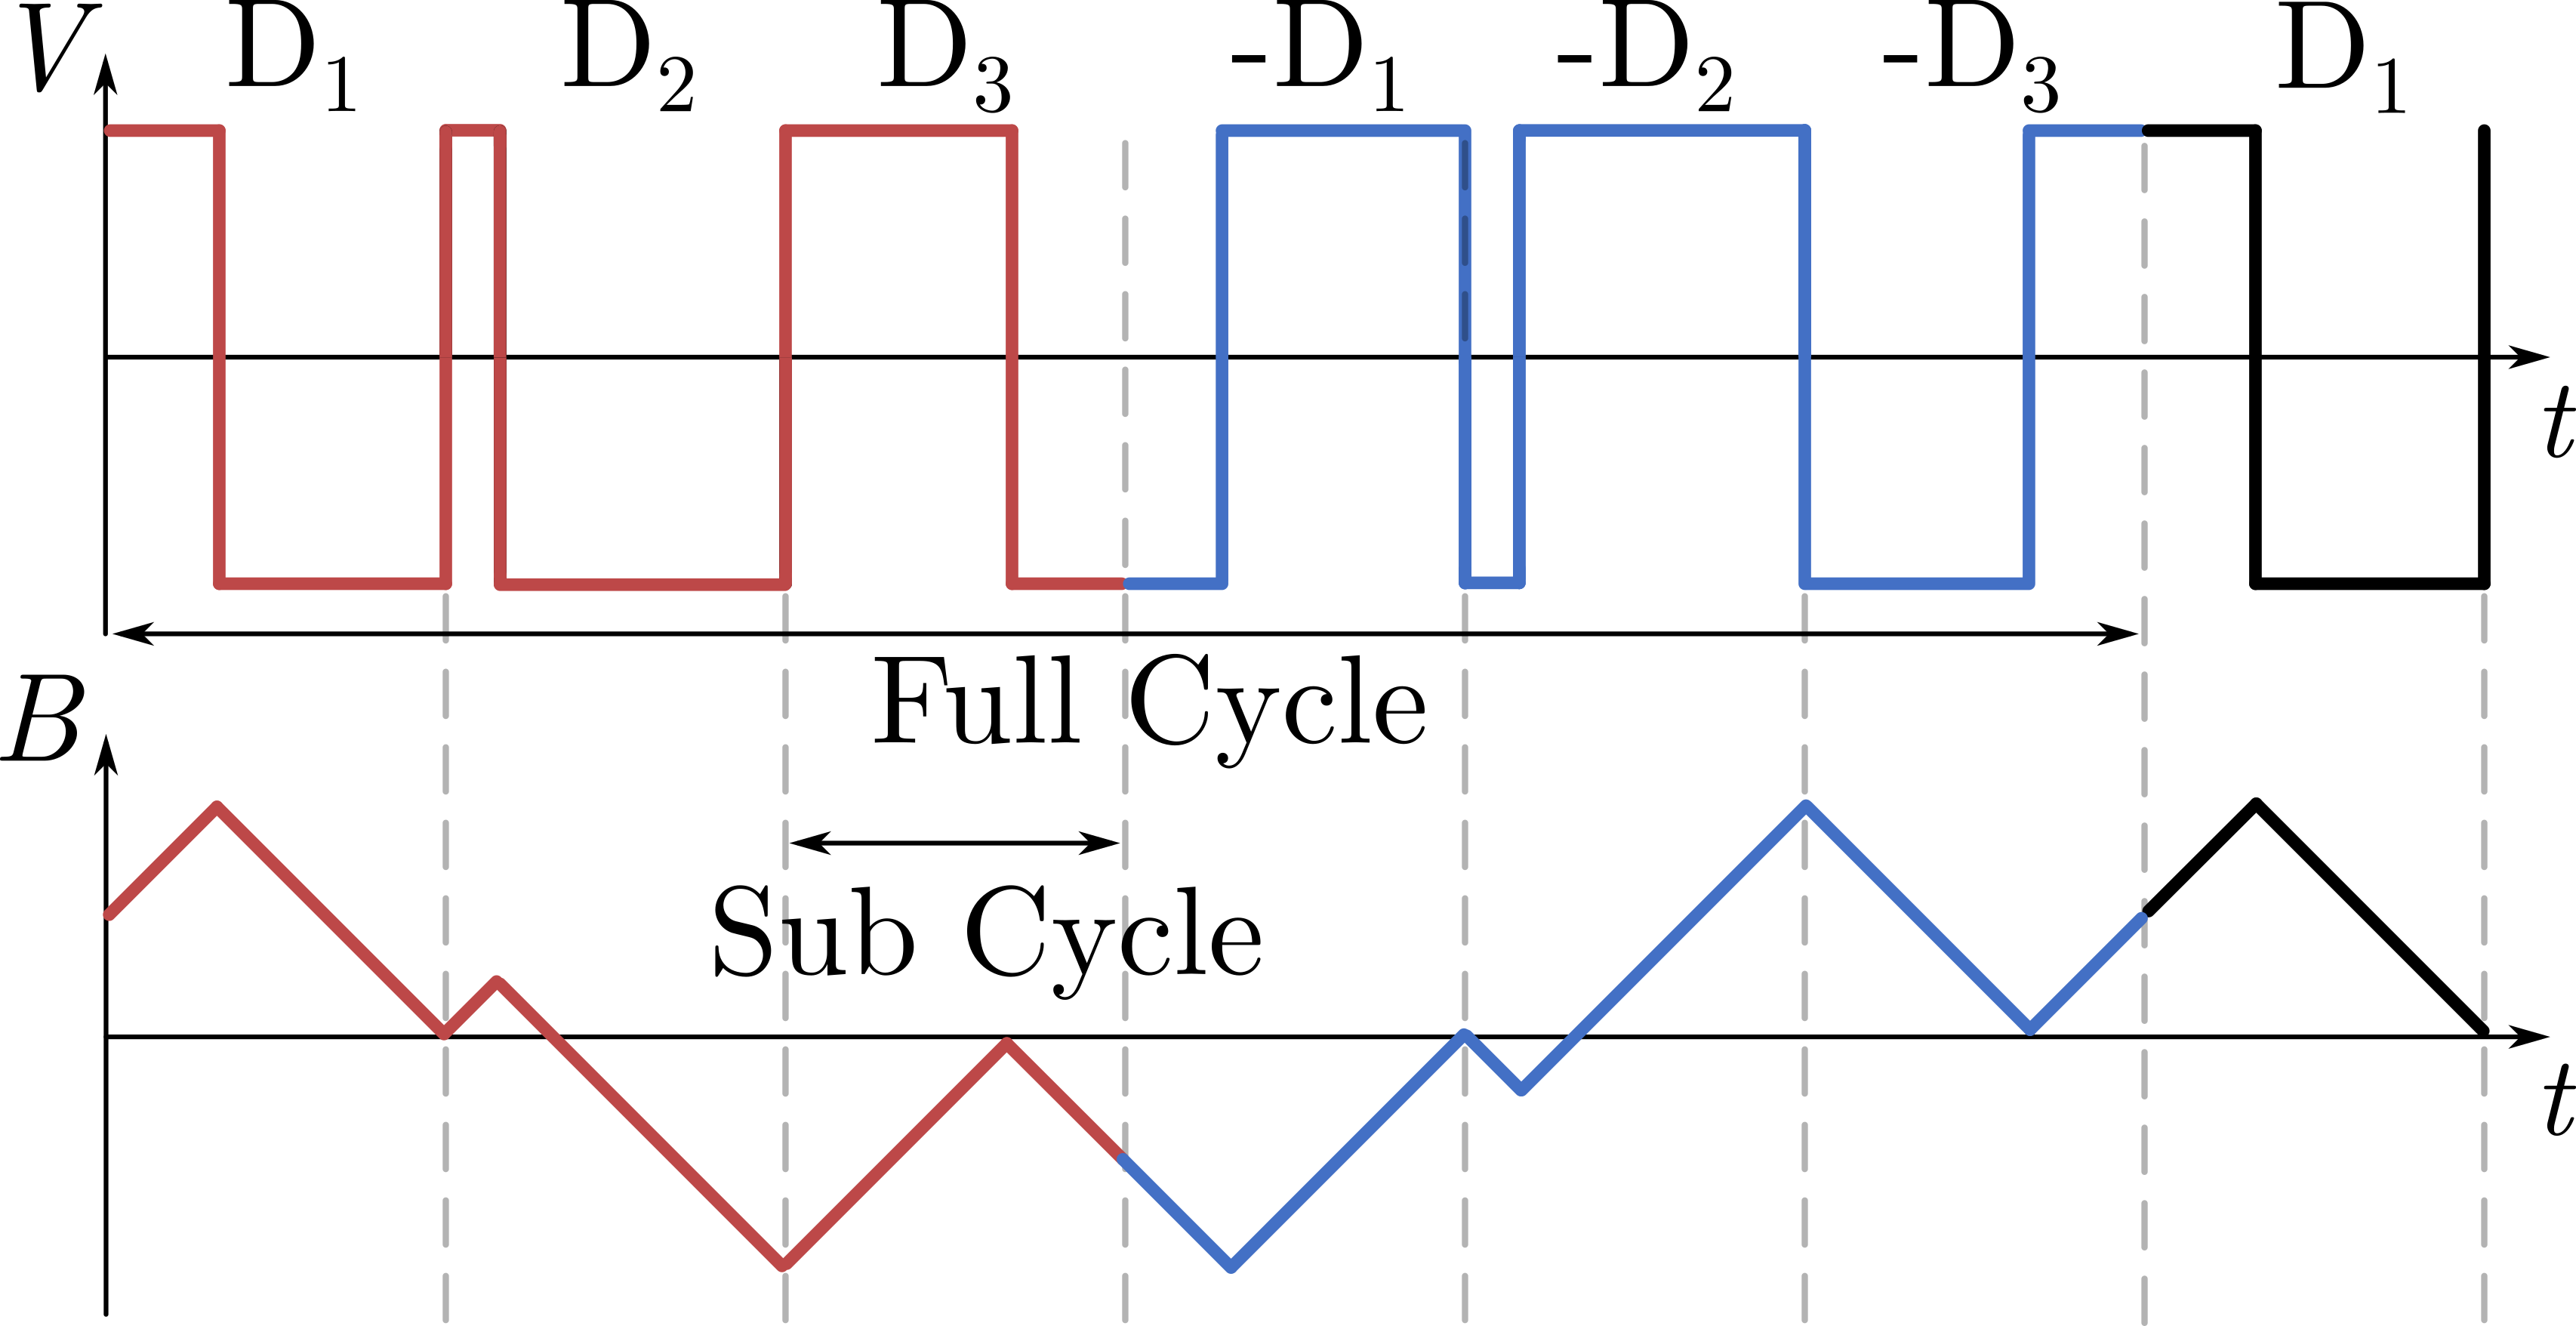 V D₁ D₂ D₃ -D₁ -D₂ -D₃ D₁
t
Full Cycle
B
Sub Cycle
t